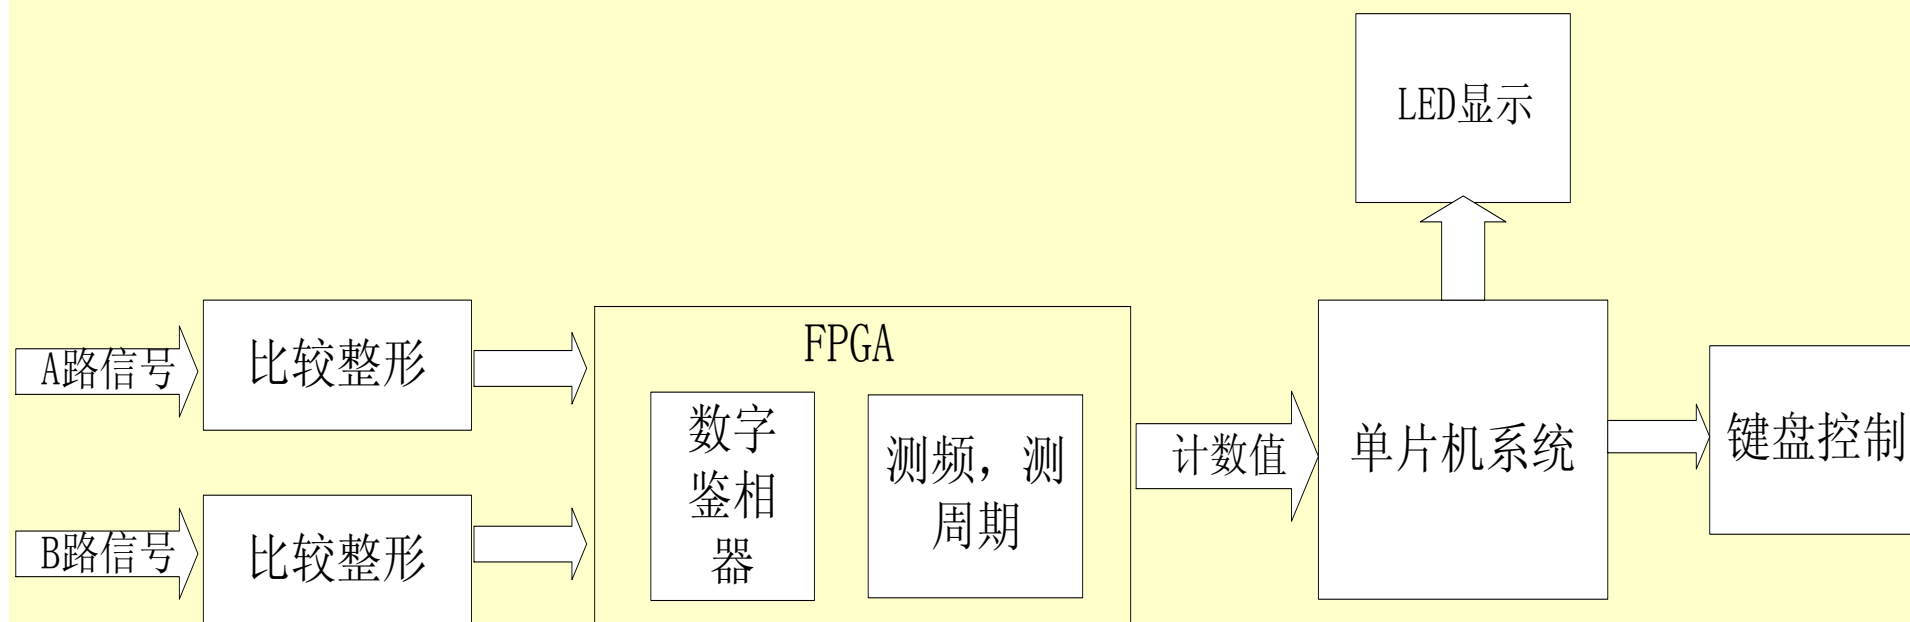 LED显示
FPGA
A路信号
比较整形
数字
鉴相
器
测频，测
周期
计数值
单片机系统
键盘控制
B路信号
比较整形